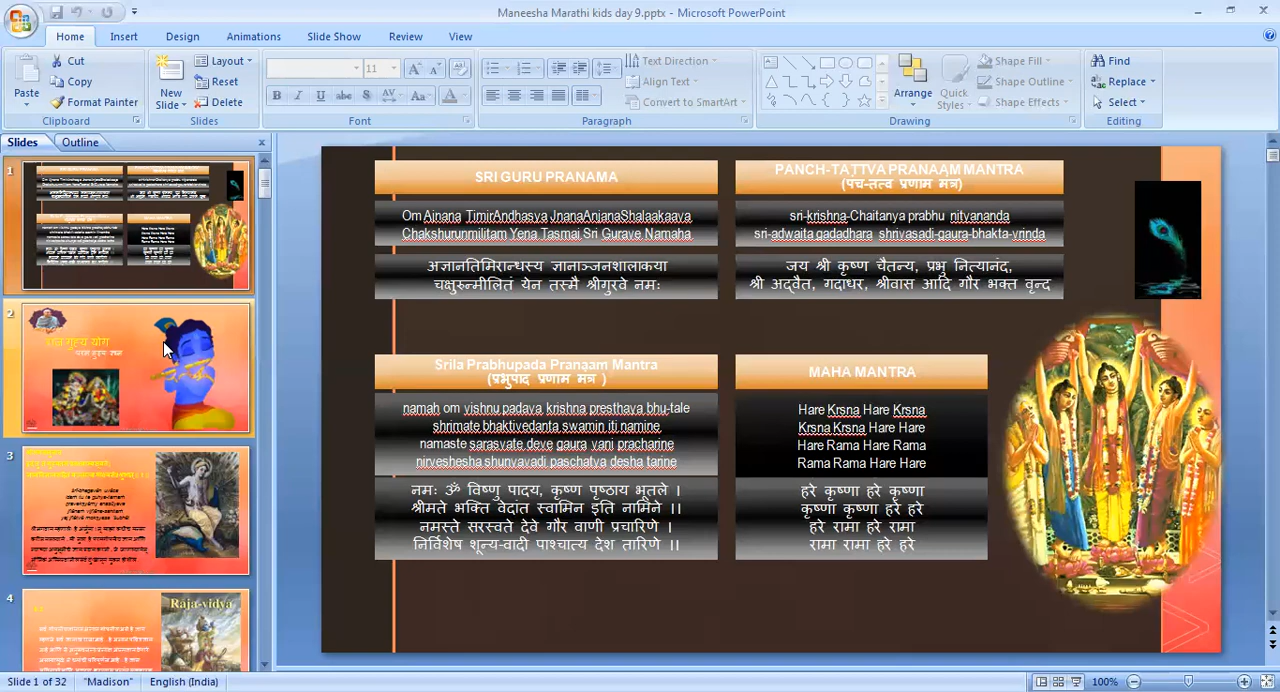 Maneesha Marathi kids day 9.pptx - Microsoft PowerPoint
Home Insert Design Animations Slide Show Review View
Paste
Cut
Copy
Format Painter
Clipboard
New Slide
Layout
Reset
Delete
Slides
11
B I U abc S AV Aa A
Font
Text Direction
Align Text
Convert to SmartArt
Paragraph
Arrange
Quick Styles
Shape Fill
Shape Outline
Shape Effects
Drawing
Find
Replace
Select
Editing
Slides Outline
1
2
3
4
Raja-vidya
SRI GURU PRANAMA
Om Ajnana TimirAndhasya JnanaAnjanaShalaakaava
Chakshurunmilitam Yena Tasmai Sri Gurave Namaha
अज्ञानतिमिरान्धस्य ज्ञानाञ्जनशालाकया
चक्षुरुन्मीलितं येन तस्मै श्रीगुरवे नमः
PANCH-TATTVA PRANAAM MANTRA
(पंच-तत्व प्रणाम मंत्र)
sri-krishna-Chaitanya prabhu nityananda
sri-adwaita gadadhara shrivasadi-gaura-bhakta-vrinda
जय श्री कृष्ण चैतन्य, प्रभु नित्यानंद,
श्री अद्वैत, गदाधर, श्रीवास आदि गौर भक्त वृन्द
Srila Prabhupada Pranaam Mantra
(प्रभुपाद प्रणाम मंत्र )
namah om vishnu padaya krishna presthaya bhu-tale
shrimate bhaktivedanta swamin iti namine
namaste sarasvate deve gaura vani pracharine
nirveshesha shunyavadi paschatya desha tarine
नमः ॐ विष्णु पादय, कृष्ण पृष्ठाय भूतले ।
श्रीमते भक्ति वेदांत स्वामिन इति नामिने ।।
नमस्ते सरस्वते देवे गौर वाणी प्रचारिणे ।
निर्विशेष शून्य-वादी पाश्चात्य देश तारिणे ।।
MAHA MANTRA
Hare Krsna Hare Krsna
Krsna Krsna Hare Hare
Hare Rama Hare Rama
Rama Rama Hare Hare
हरे कृष्णा हरे कृष्णा
कृष्णा कृष्णा हरे हरे
हरे रामा हरे रामा
रामा रामा हरे हरे
Slide 1 of 32 "Madison" English (India) 100%